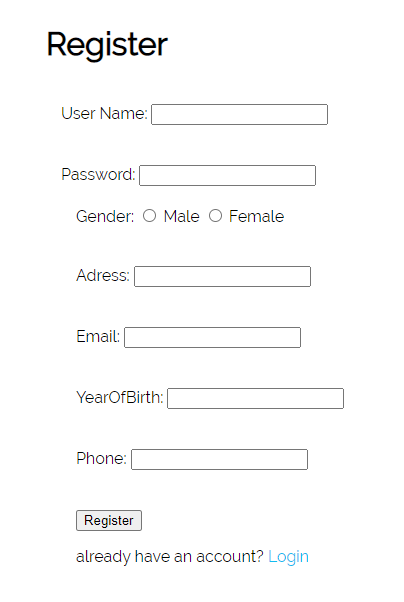 Register
User Name:
Password:
Gender: Male Female
Adress:
Email:
YearOfBirth:
Phone:
Register
already have an account? Login